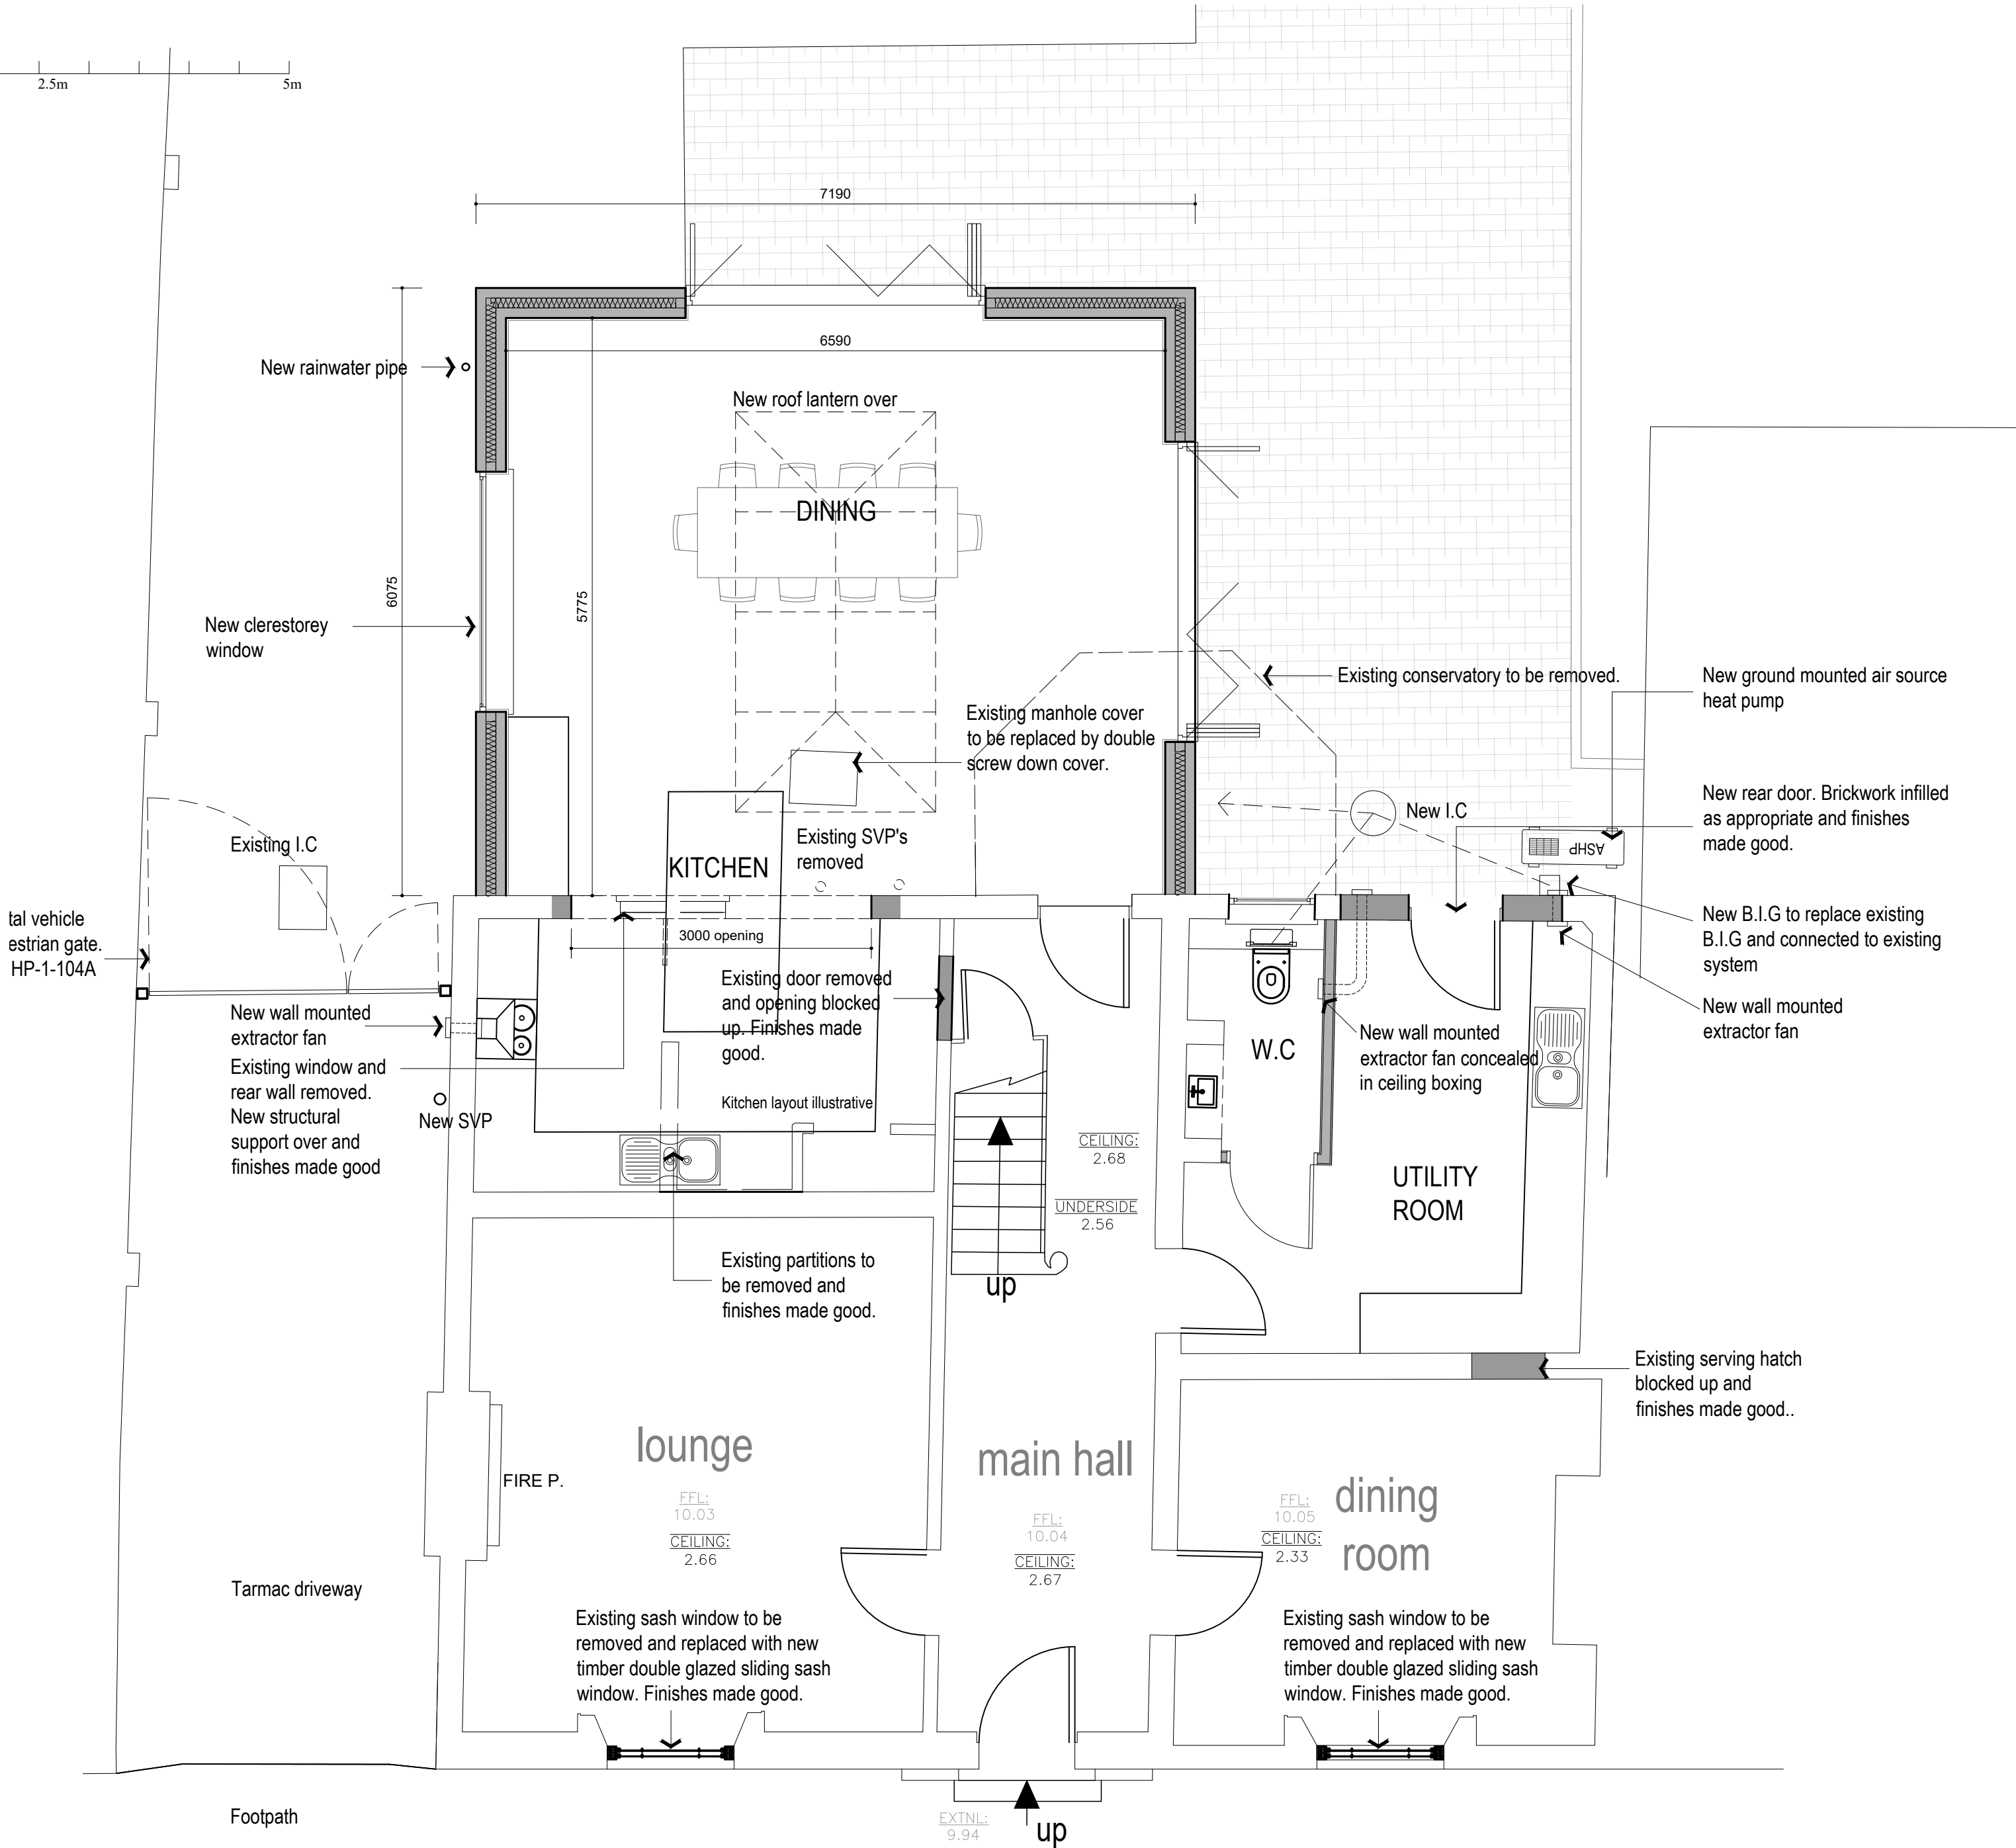 2.5m
5m
7190
6590
New rainwater pipe
New roof lantern over
DINING
6075
5775
New clerestorey
window
Existing conservatory to be removed.
New ground mounted air source
heat pump
Existing manhole cover
to be replaced by double
screw down cover.
New I.C
New rear door. Brickwork infilled
as appropriate and finishes
made good.
ASHP
Existing I.C
Existing SVP's
removed
KITCHEN
tal vehicle
estrian gate.
HP-1-104A
3000 opening
New B.I.G to replace existing
B.I.G and connected to existing
system
Existing door removed
and opening blocked
up. Finishes made
good.
New wall mounted
extractor fan
New wall mounted
extractor fan
W.C
New wall mounted
extractor fan concealed
in ceiling boxing
Existing window and
rear wall removed.
New structural
support over and
finishes made good
New SVP
Kitchen layout illustrative
CEILING:
2.68
UNDERSIDE
2.56
UTILITY
ROOM
up
Existing partitions to
be removed and
finishes made good.
Existing serving hatch
blocked up and
finishes made good..
lounge
FFL:
10.03
CEILING:
2.66
FIRE P.
main hall
FFL:
10.04
CEILING:
2.67
dining
room
FFL:
10.05
CEILING:
2.33
Tarmac driveway
Existing sash window to be
removed and replaced with new
timber double glazed sliding sash
window. Finishes made good.
Existing sash window to be
removed and replaced with new
timber double glazed sliding sash
window. Finishes made good.
Footpath
EXTNL:
9.94
up